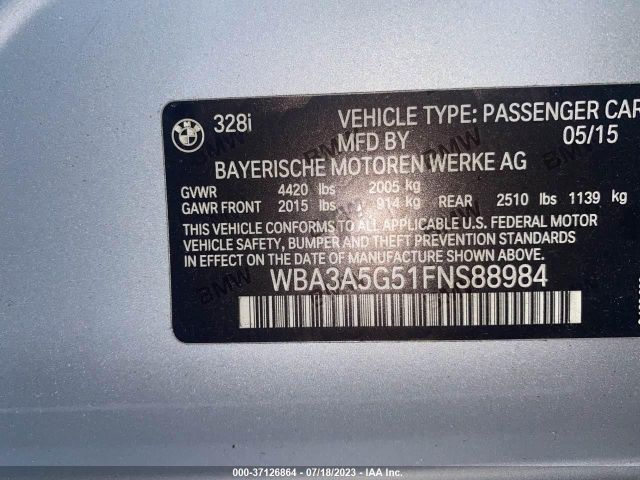 328i VEHICLE TYPE: PASSENGER CAR
MFD BY 05/15
BAYERISCHE MOTOREN WERKE AG
GVWR 4420 lbs 2005 kg
GAWR FRONT 2015 lbs 914 kg REAR 2510 lbs 1139 kg
THIS VEHICLE CONFORMS TO ALL APPLICABLE U.S. FEDERAL MOTOR
VEHICLE SAFETY, BUMPER AND THEFT PREVENTION STANDARDS
IN EFFECT ON THE DATE OF MANUFACTURE SHOWN ABOVE.
WBA3A5G51FNS88984
000-37126864 / 07/18/2023 - IAA Inc.